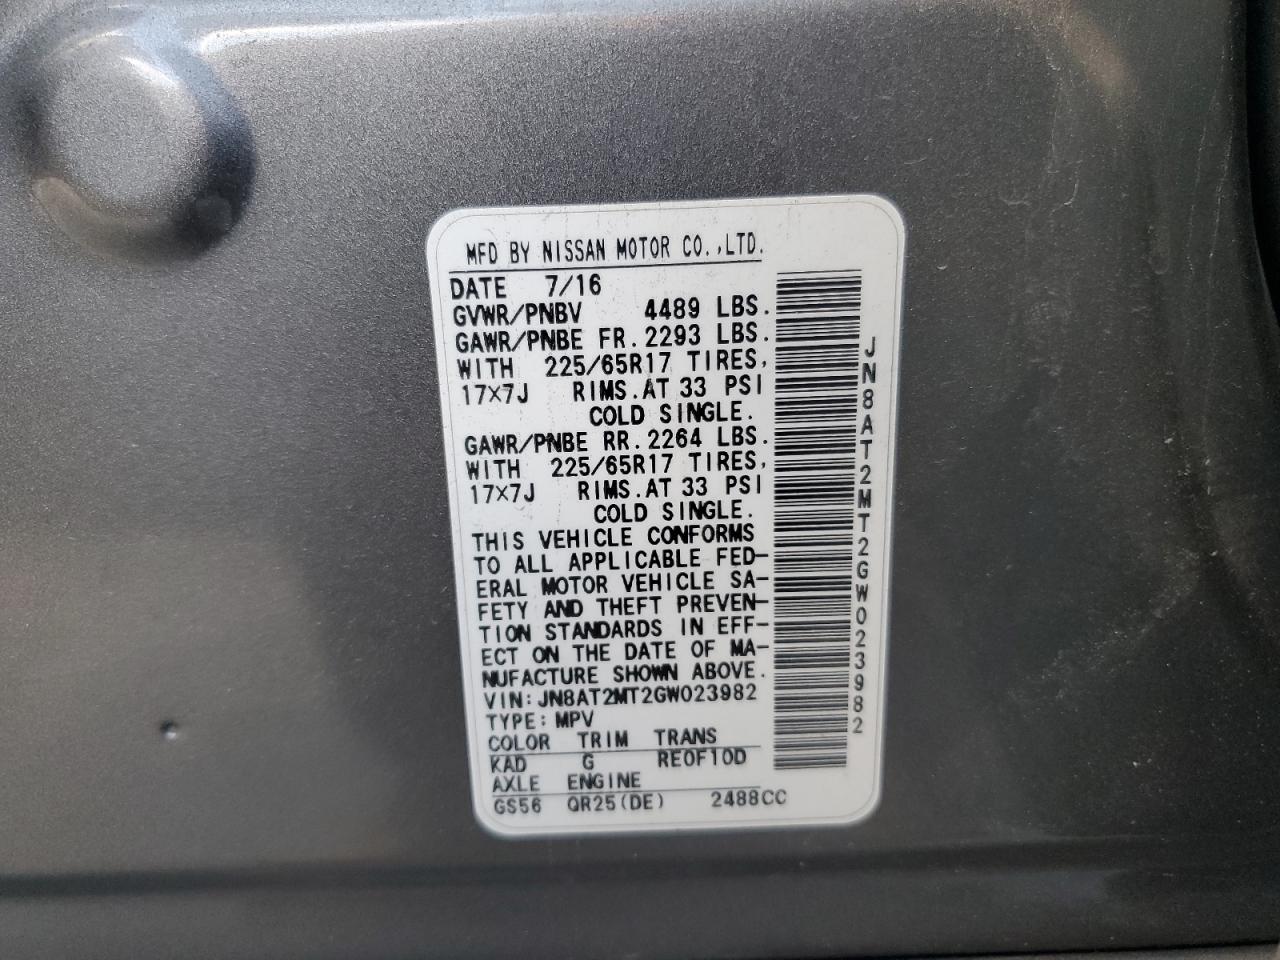 MFD BY NISSAN MOTOR CO.,LTD.
DATE 7/16
GVWR/PNBV 4489 LBS.
GAWR/PNBE FR. 2293 LBS.
WITH 225/65R17 TIRES,
17×7J RIMS.AT 33 PSI
COLD SINGLE.
GAWR/PNBE RR. 2264 LBS.
WITH 225/65R17 TIRES,
17×7J RIMS.AT 33 PSI
COLD SINGLE.
THIS VEHICLE CONFORMS
TO ALL APPLICABLE FED-
ERAL MOTOR VEHICLE SA-
FETY AND THEFT PREVEN-
TION STANDARDS IN EFF-
ECT ON THE DATE OF MA-
NUFACTURE SHOWN ABOVE.
VIN:JN8AT2MT2GW023982
TYPE:MPV
COLOR TRIM TRANS
KAD G RE0F10D
AXLE ENGINE
GS56 QR25(DE) 2488CC
JN8AT2MT2GW023982